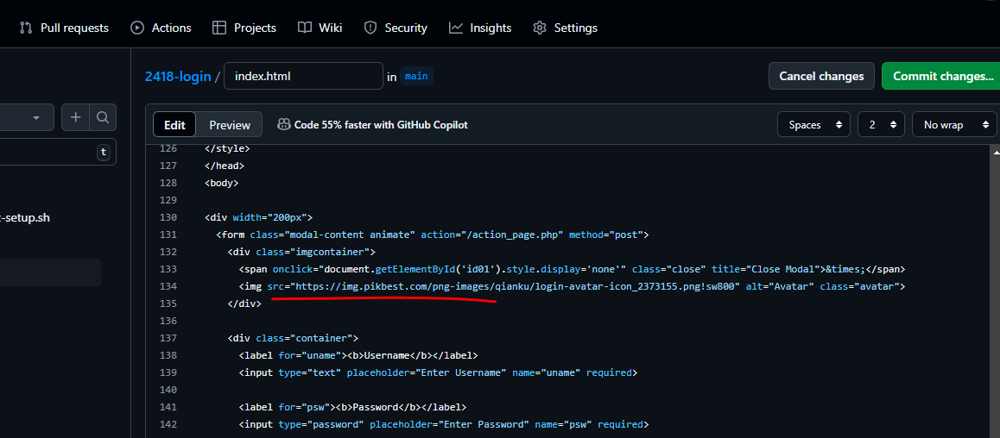 Pull requests Actions Projects Wiki Security Insights Settings
2418-login / index.html in main Cancel changes Commit changes...
Edit Preview Code 55% faster with GitHub Copilot Spaces 2 No wrap
t
-setup.sh
126 </style>
127 </head>
128 <body>
129
130 <div width="200px">
131 <form class="modal-content animate" action="/action_page.php" method="post">
132 <div class="imgcontainer">
133 <span onclick="document.getElementById('id01').style.display='none'" class="close" title="Close Modal">&times;</span>
134 <img src="https://img.pikbest.com/png-images/qianku/login-avatar-icon_2373155.png!sw800" alt="Avatar" class="avatar">
135 </div>
136
137 <div class="container">
138 <label for="uname"><b>Username</b></label>
139 <input type="text" placeholder="Enter Username" name="uname" required>
140
141 <label for="psw"><b>Password</b></label>
142 <input type="password" placeholder="Enter Password" name="psw" required>